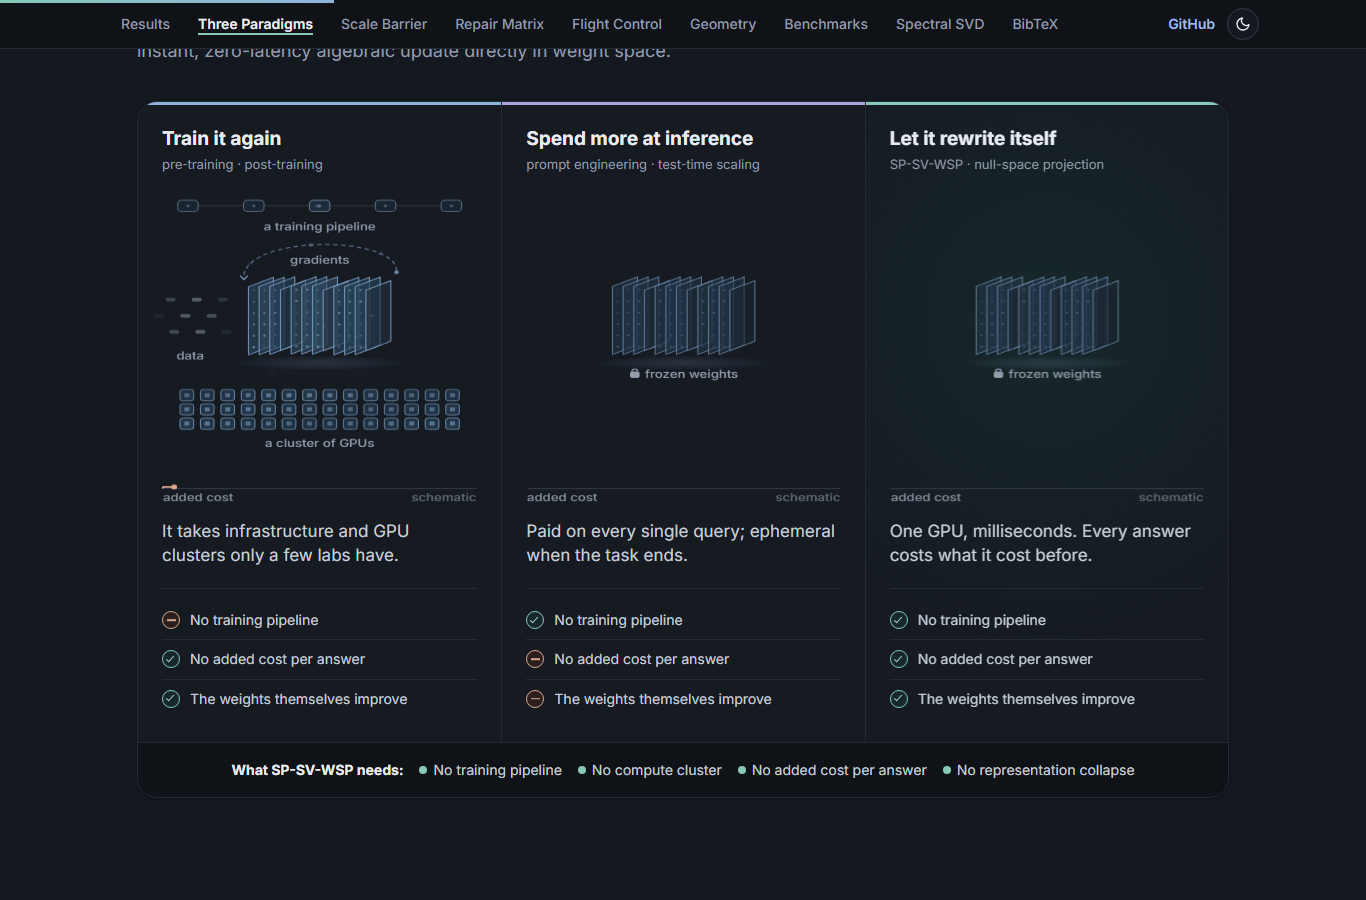 Results Three Paradigms Scale Barrier Repair Matrix Flight Control Geometry Benchmarks Spectral SVD BibTeX GitHub
instant, zero-latency algebraic update directly in weight space.
Train it again
pre-training · post-training
a training pipeline
gradients
data
a cluster of GPUs
added cost schematic
It takes infrastructure and GPU
clusters only a few labs have.
No training pipeline
No added cost per answer
The weights themselves improve
Spend more at inference
prompt engineering · test-time scaling
frozen weights
added cost schematic
Paid on every single query; ephemeral
when the task ends.
No training pipeline
No added cost per answer
The weights themselves improve
Let it rewrite itself
SP-SV-WSP · null-space projection
frozen weights
added cost schematic
One GPU, milliseconds. Every answer
costs what it cost before.
No training pipeline
No added cost per answer
The weights themselves improve
What SP-SV-WSP needs: No training pipeline No compute cluster No added cost per answer No representation collapse